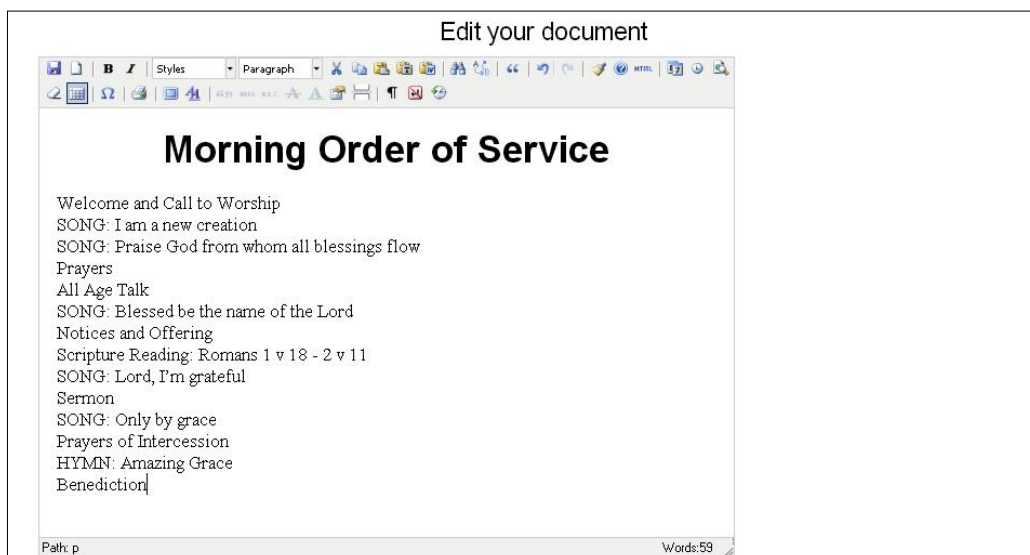 Edit your document
B I Styles Paragraph HTML
Morning Order of Service
Welcome and Call to Worship
SONG: I am a new creation
SONG: Praise God from whom all blessings flow
Prayers
All Age Talk
SONG: Blessed be the name of the Lord
Notices and Offering
Scripture Reading: Romans 1 v 18 - 2 v 11
SONG: Lord, I'm grateful
Sermon
SONG: Only by grace
Prayers of Intercession
HYMN: Amazing Grace
Benediction
Path: p Words:59